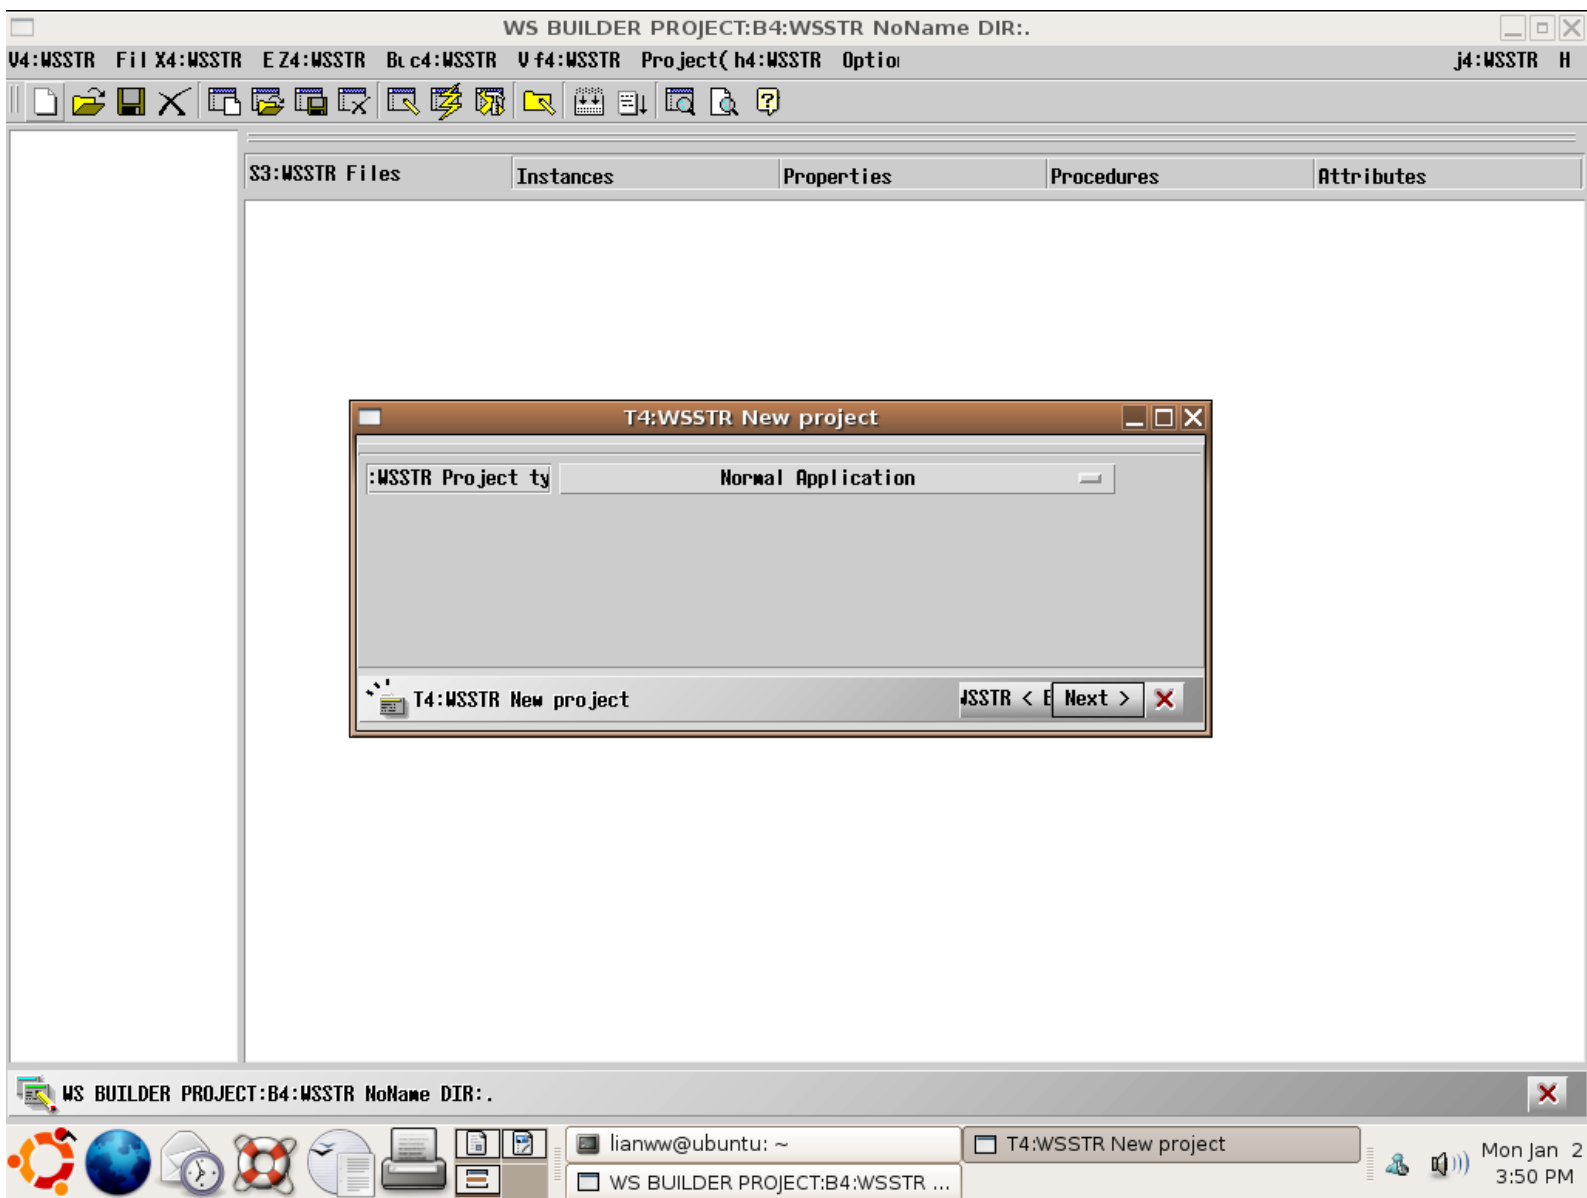 WS BUILDER PROJECT:B4:WSSTR NoName DIR:.
V4:WSSTR Fil X4:WSSTR E Z4:WSSTR Bu c4:WSSTR V f4:WSSTR Project( h4:WSSTR Optio j4:WSSTR H
S3:WSSTR Files Instances Properties Procedures Attributes
T4:WSSTR New project
:WSSTR Project ty Normal Application
T4:WSSTR New project WSSTR < B Next >
WS BUILDER PROJECT:B4:WSSTR NoName DIR:.
lianww@ubuntu: ~ T4:WSSTR New project Mon Jan 2
WS BUILDER PROJECT:B4:WSSTR ... 3:50 PM